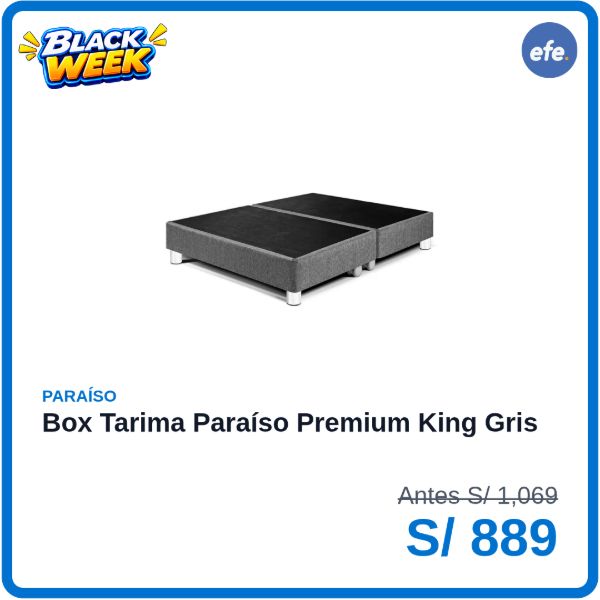 BLACK
WEEK
efe.
PARAÍSO
Box Tarima Paraíso Premium King Gris
Antes S/ 1,069
S/ 889